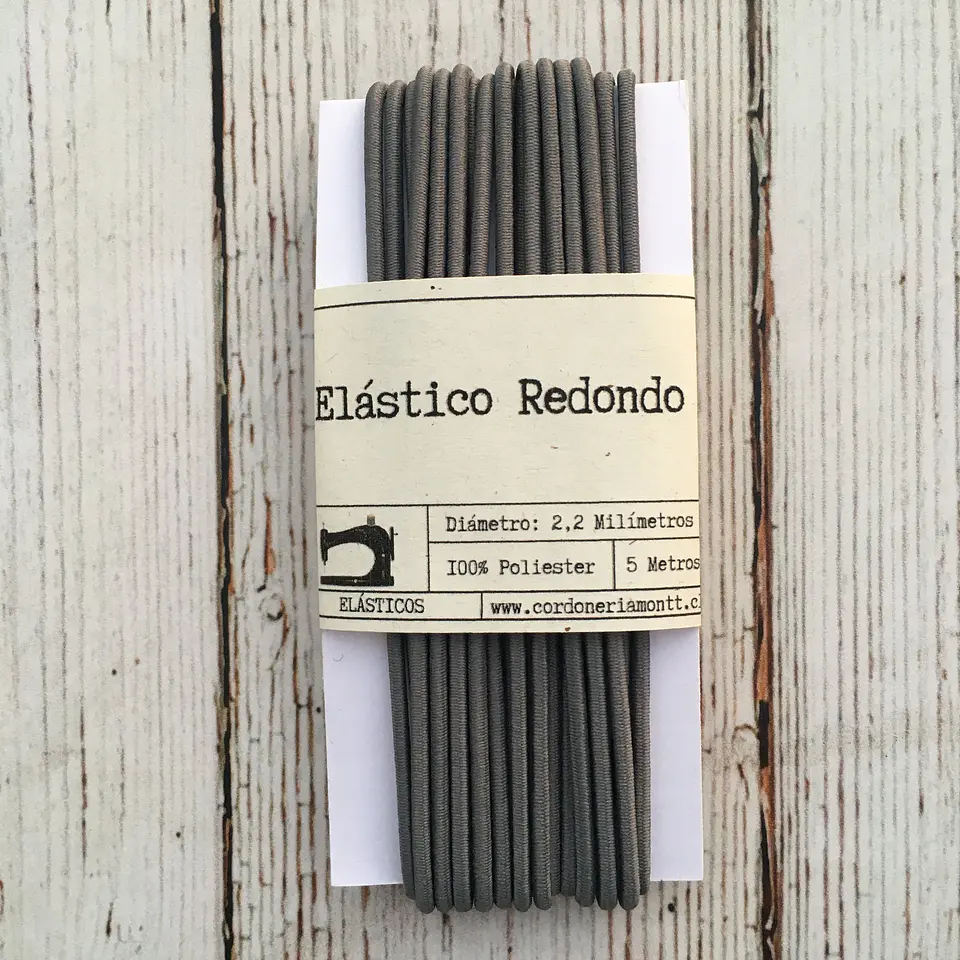 Elástico Redondo
Diámetro: 2,2 Milímetros
100% Poliester
5 Metros
ELÁSTICOS
www.cordoneriamontt.c